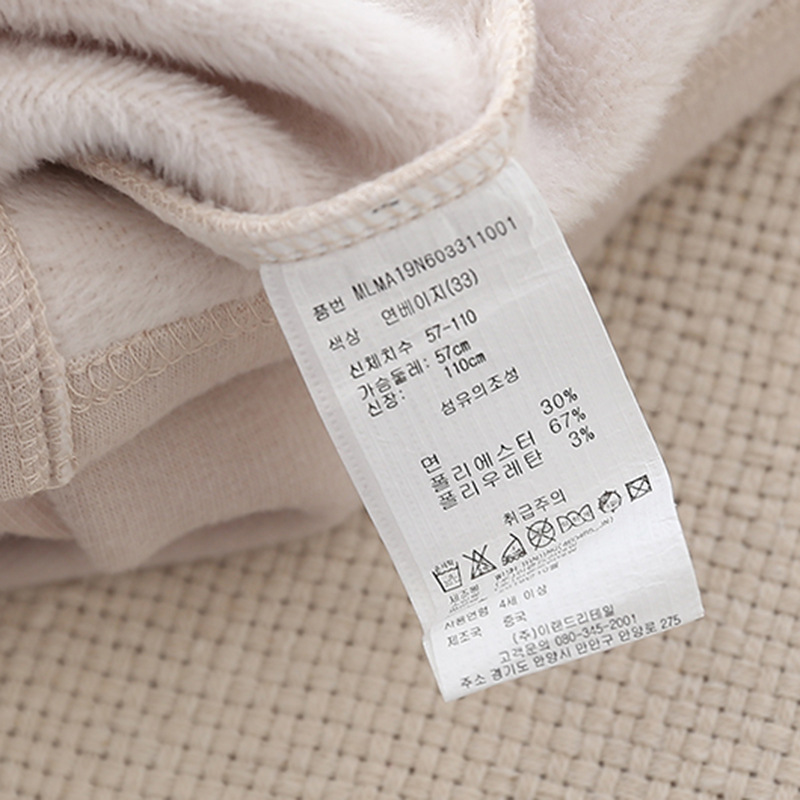 품번 MLMA19N603311001
색상 연베이지(33)
신체치수 57-110
가슴둘레: 57cm
신장: 110cm
섬유의조성
면 30%
폴리에스터 67%
폴리우레탄 3%
취급주의
제조원
사용연령 4세 이상
제조국 중국
(주)이랜드리테일
고객문의 080-345-2001
주소 경기도 안양시 만안구 안양로 275